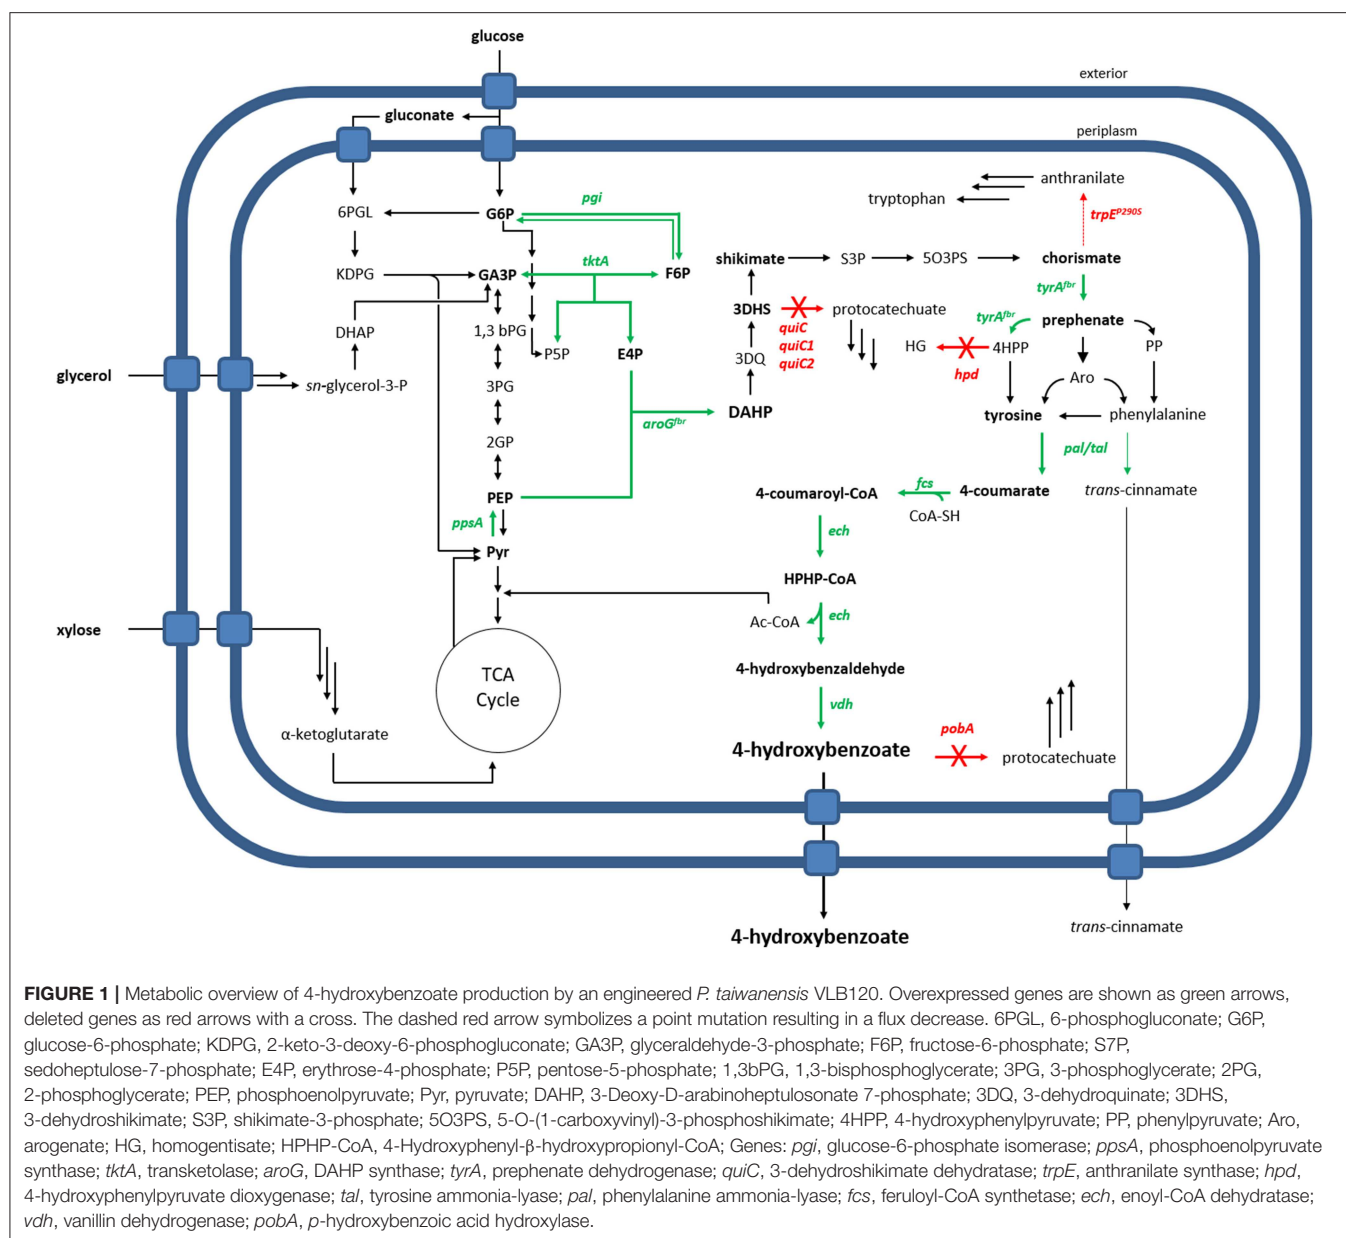 glucose
exterior
gluconate
periplasm
anthranilate
tryptophan
trpE^P290S
6PGL
G6P
pgi
shikimate
S3P
5O3PS
chorismate
KDPG
GA3P
tktA
F6P
tyrA^fbr
3DHS
protocatechuate
quiC
quiC1
quiC2
tyrA^fbr
prephenate
DHAP
1,3 bPG
P5P
E4P
3DQ
HG
hpd
4HPP
PP
Aro
glycerol
sn-glycerol-3-P
3PG
DAHP
aroG^fbr
tyrosine
phenylalanine
2GP
pal/tal
PEP
4-coumaroyl-CoA
fcs
4-coumarate
trans-cinnamate
CoA-SH
ppsA
ech
Pyr
HPHP-CoA
Ac-CoA
ech
xylose
TCA
Cycle
4-hydroxybenzaldehyde
vdh
α-ketoglutarate
4-hydroxybenzoate
pobA
protocatechuate
4-hydroxybenzoate
trans-cinnamate
FIGURE 1 | Metabolic overview of 4-hydroxybenzoate production by an engineered P. taiwanensis VLB120. Overexpressed genes are shown as green arrows,
deleted genes as red arrows with a cross. The dashed red arrow symbolizes a point mutation resulting in a flux decrease. 6PGL, 6-phosphogluconate; G6P,
glucose-6-phosphate; KDPG, 2-keto-3-deoxy-6-phosphogluconate; GA3P, glyceraldehyde-3-phosphate; F6P, fructose-6-phosphate; S7P,
sedoheptulose-7-phosphate; E4P, erythrose-4-phosphate; P5P, pentose-5-phosphate; 1,3bPG, 1,3-bisphosphoglycerate; 3PG, 3-phosphoglycerate; 2PG,
2-phosphoglycerate; PEP, phosphoenolpyruvate; Pyr, pyruvate; DAHP, 3-Deoxy-D-arabinoheptulosonate 7-phosphate; 3DQ, 3-dehydroquinate; 3DHS,
3-dehydroshikimate; S3P, shikimate-3-phosphate; 5O3PS, 5-O-(1-carboxyvinyl)-3-phosphoshikimate; 4HPP, 4-hydroxyphenylpyruvate; PP, phenylpyruvate; Aro,
arogenate; HG, homogentisate; HPHP-CoA, 4-Hydroxyphenyl-β-hydroxypropionyl-CoA; Genes: pgi, glucose-6-phosphate isomerase; ppsA, phosphoenolpyruvate
synthase; tktA, transketolase; aroG, DAHP synthase; tyrA, prephenate dehydrogenase; quiC, 3-dehydroshikimate dehydratase; trpE, anthranilate synthase; hpd,
4-hydroxyphenylpyruvate dioxygenase; tal, tyrosine ammonia-lyase; pal, phenylalanine ammonia-lyase; fcs, feruloyl-CoA synthetase; ech, enoyl-CoA dehydratase;
vdh, vanillin dehydrogenase; pobA, p-hydroxybenzoic acid hydroxylase.